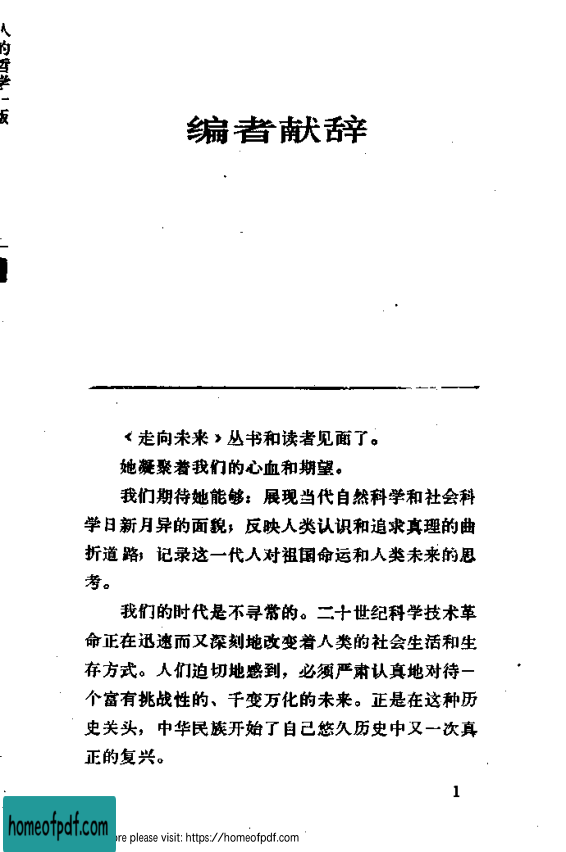 人的哲学
版
编者献辞
《走向未来》丛书和读者见面了。
她凝聚着我们的心血和期望。
我们期待她能够：展现当代自然科学和社会科
学日新月异的面貌；反映人类认识和追求真理的曲
折道路；记录这一代人对祖国命运和人类未来的思
考。
我们的时代是不寻常的。二十世纪科学技术革
命正在迅速而又深刻地改变着人类的社会生活和生
存方式。人们迫切地感到，必须严肃认真地对待一
个富有挑战性的、千变万化的未来。正是在这种历
史关头，中华民族开始了自己悠久历史中又一次真
正的复兴。
1
homeofpdf.com
re please visit: https://homeofpdf.com